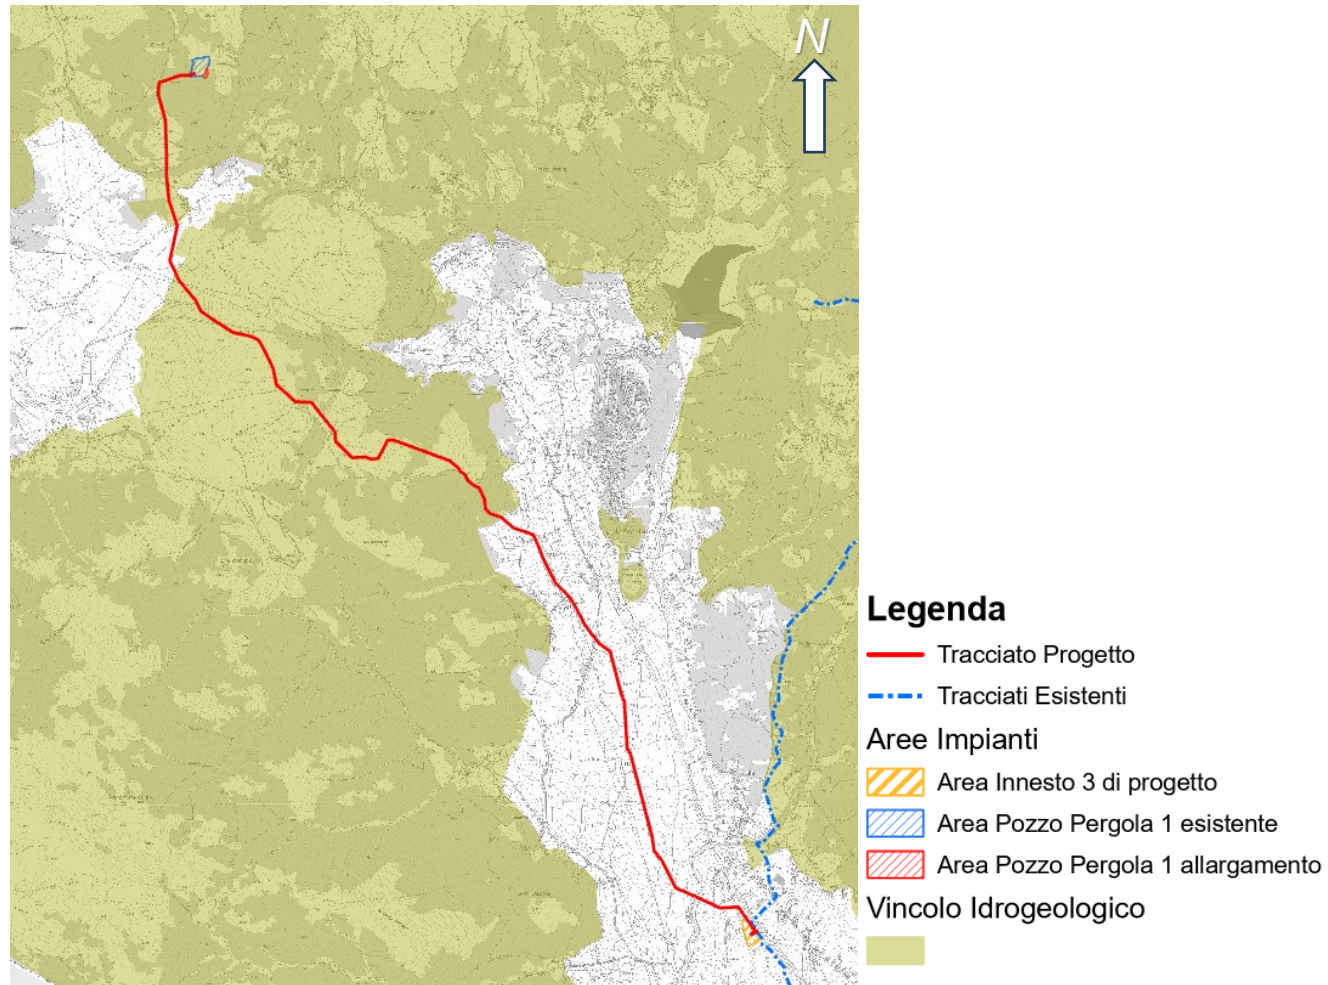 N
Legenda
Tracciato Progetto
Tracciati Esistenti
Aree Impianti
Area Innesto 3 di progetto
Area Pozzo Pergola 1 esistente
Area Pozzo Pergola 1 allargamento
Vincolo Idrogeologico